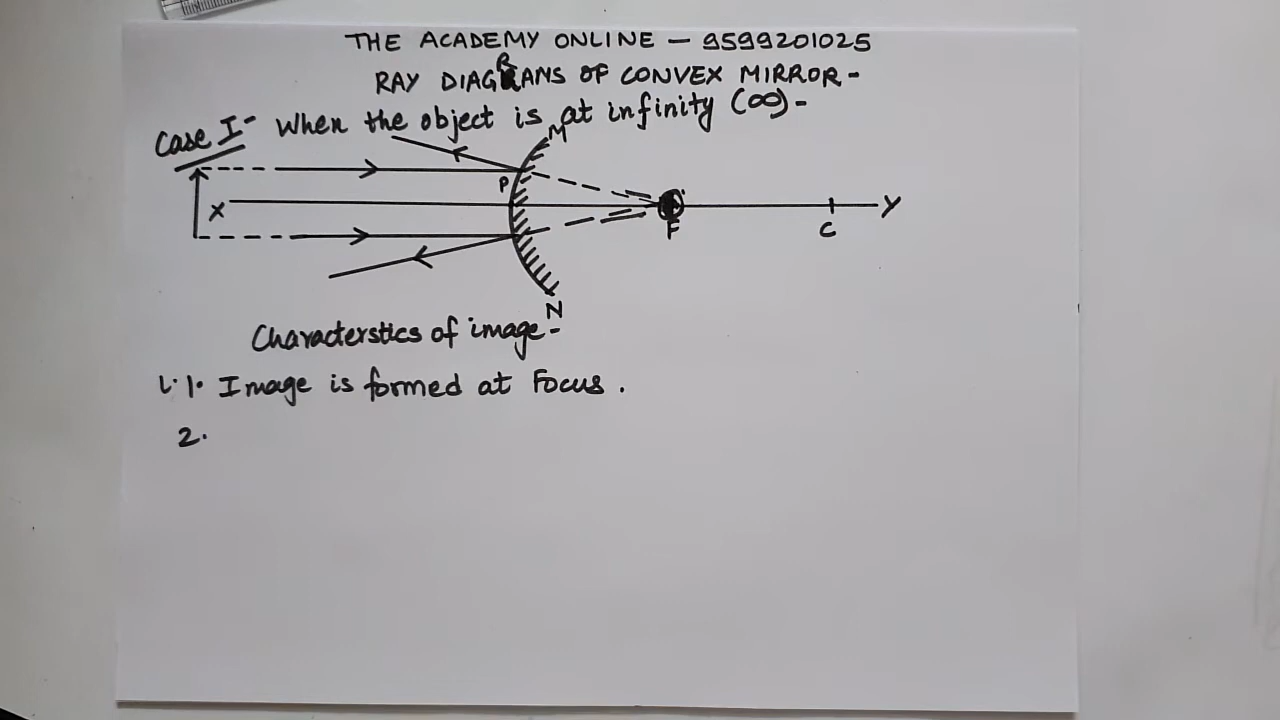 THE ACADEMY ONLINE - 9599201025
RAY DIAGRANS OF CONVEX MIRROR -
Case I - When the object is at infinity (∞) -
M
P
X
F
C
Y
N
Characterstics of image -
1. Image is formed at Focus .
2.